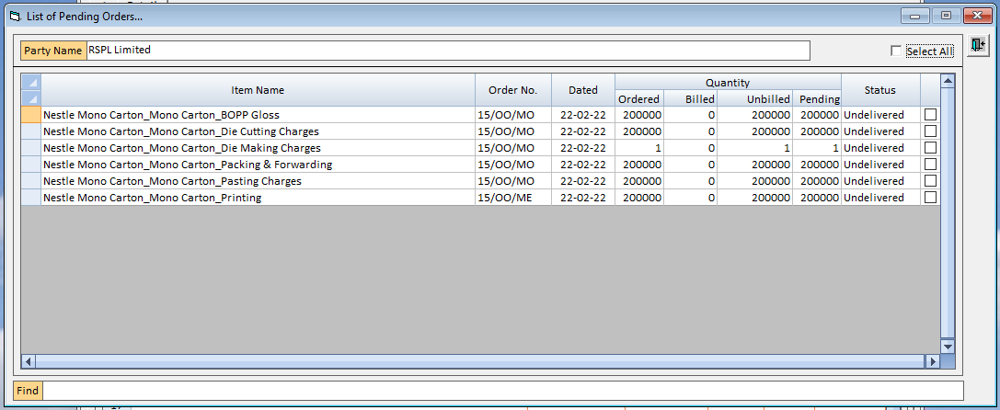 List of Pending Orders...
Party Name RSPL Limited Select All
Item Name Order No. Dated Quantity Status
Ordered Billed Unbilled Pending
Nestle Mono Carton_Mono Carton_BOPP Gloss 15/OO/MO 22-02-22 200000 0 200000 200000 Undelivered
Nestle Mono Carton_Mono Carton_Die Cutting Charges 15/OO/MO 22-02-22 200000 0 200000 200000 Undelivered
Nestle Mono Carton_Mono Carton_Die Making Charges 15/OO/MO 22-02-22 1 0 1 1 Undelivered
Nestle Mono Carton_Mono Carton_Packing & Forwarding 15/OO/MO 22-02-22 200000 0 200000 200000 Undelivered
Nestle Mono Carton_Mono Carton_Pasting Charges 15/OO/MO 22-02-22 200000 0 200000 200000 Undelivered
Nestle Mono Carton_Mono Carton_Printing 15/OO/ME 22-02-22 200000 0 200000 200000 Undelivered
Find